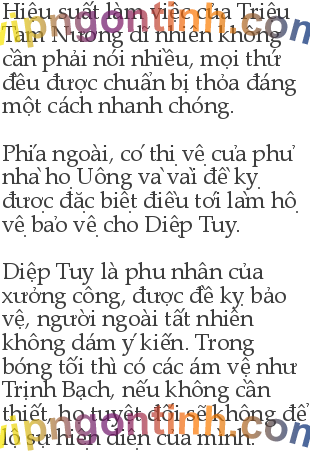 Hiệu suất làm việc của Triệu
Tam Nương dĩ nhiên không
cần phải nói nhiều, mọi thứ
đều được chuẩn bị thỏa đáng
một cách nhanh chóng.
Phía ngoài, có thị vệ của phủ
nhà họ Uông và vài đề kỵ
được đặc biệt điều tới làm hộ
vệ bảo vệ cho Diệp Tuy.
Diệp Tuy là phu nhân của
xưởng công, được đề kỵ bảo
vệ, người ngoài tất nhiên
không dám ý kiến. Trong
bóng tối thì có các ám vệ như
Trịnh Bạch, nếu không cần
thiết, họ tuyệt đối sẽ không để
lộ sự hiện diện của mình.
vipngontinh.com
vipngontinh.com